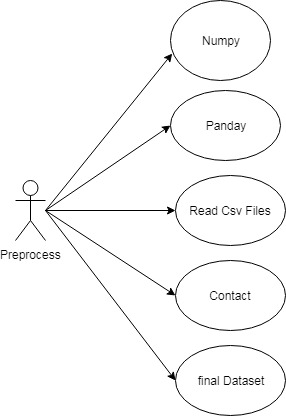 Numpy
Panday
Read Csv Files
Preprocess
Contact
final Dataset